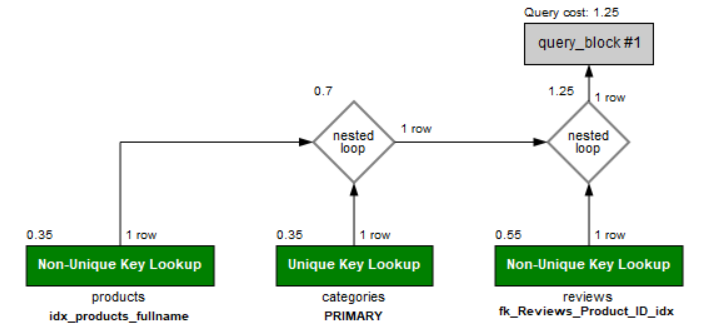 Query cost: 1.25
query_block #1
0.7
1.25
1 row
nested
loop
1 row
nested
loop
0.35
1 row
0.35
1 row
0.55
1 row
Non-Unique Key Lookup
Unique Key Lookup
Non-Unique Key Lookup
products
categories
reviews
idx_products_fullname
PRIMARY
fk_Reviews_Product_ID_idx